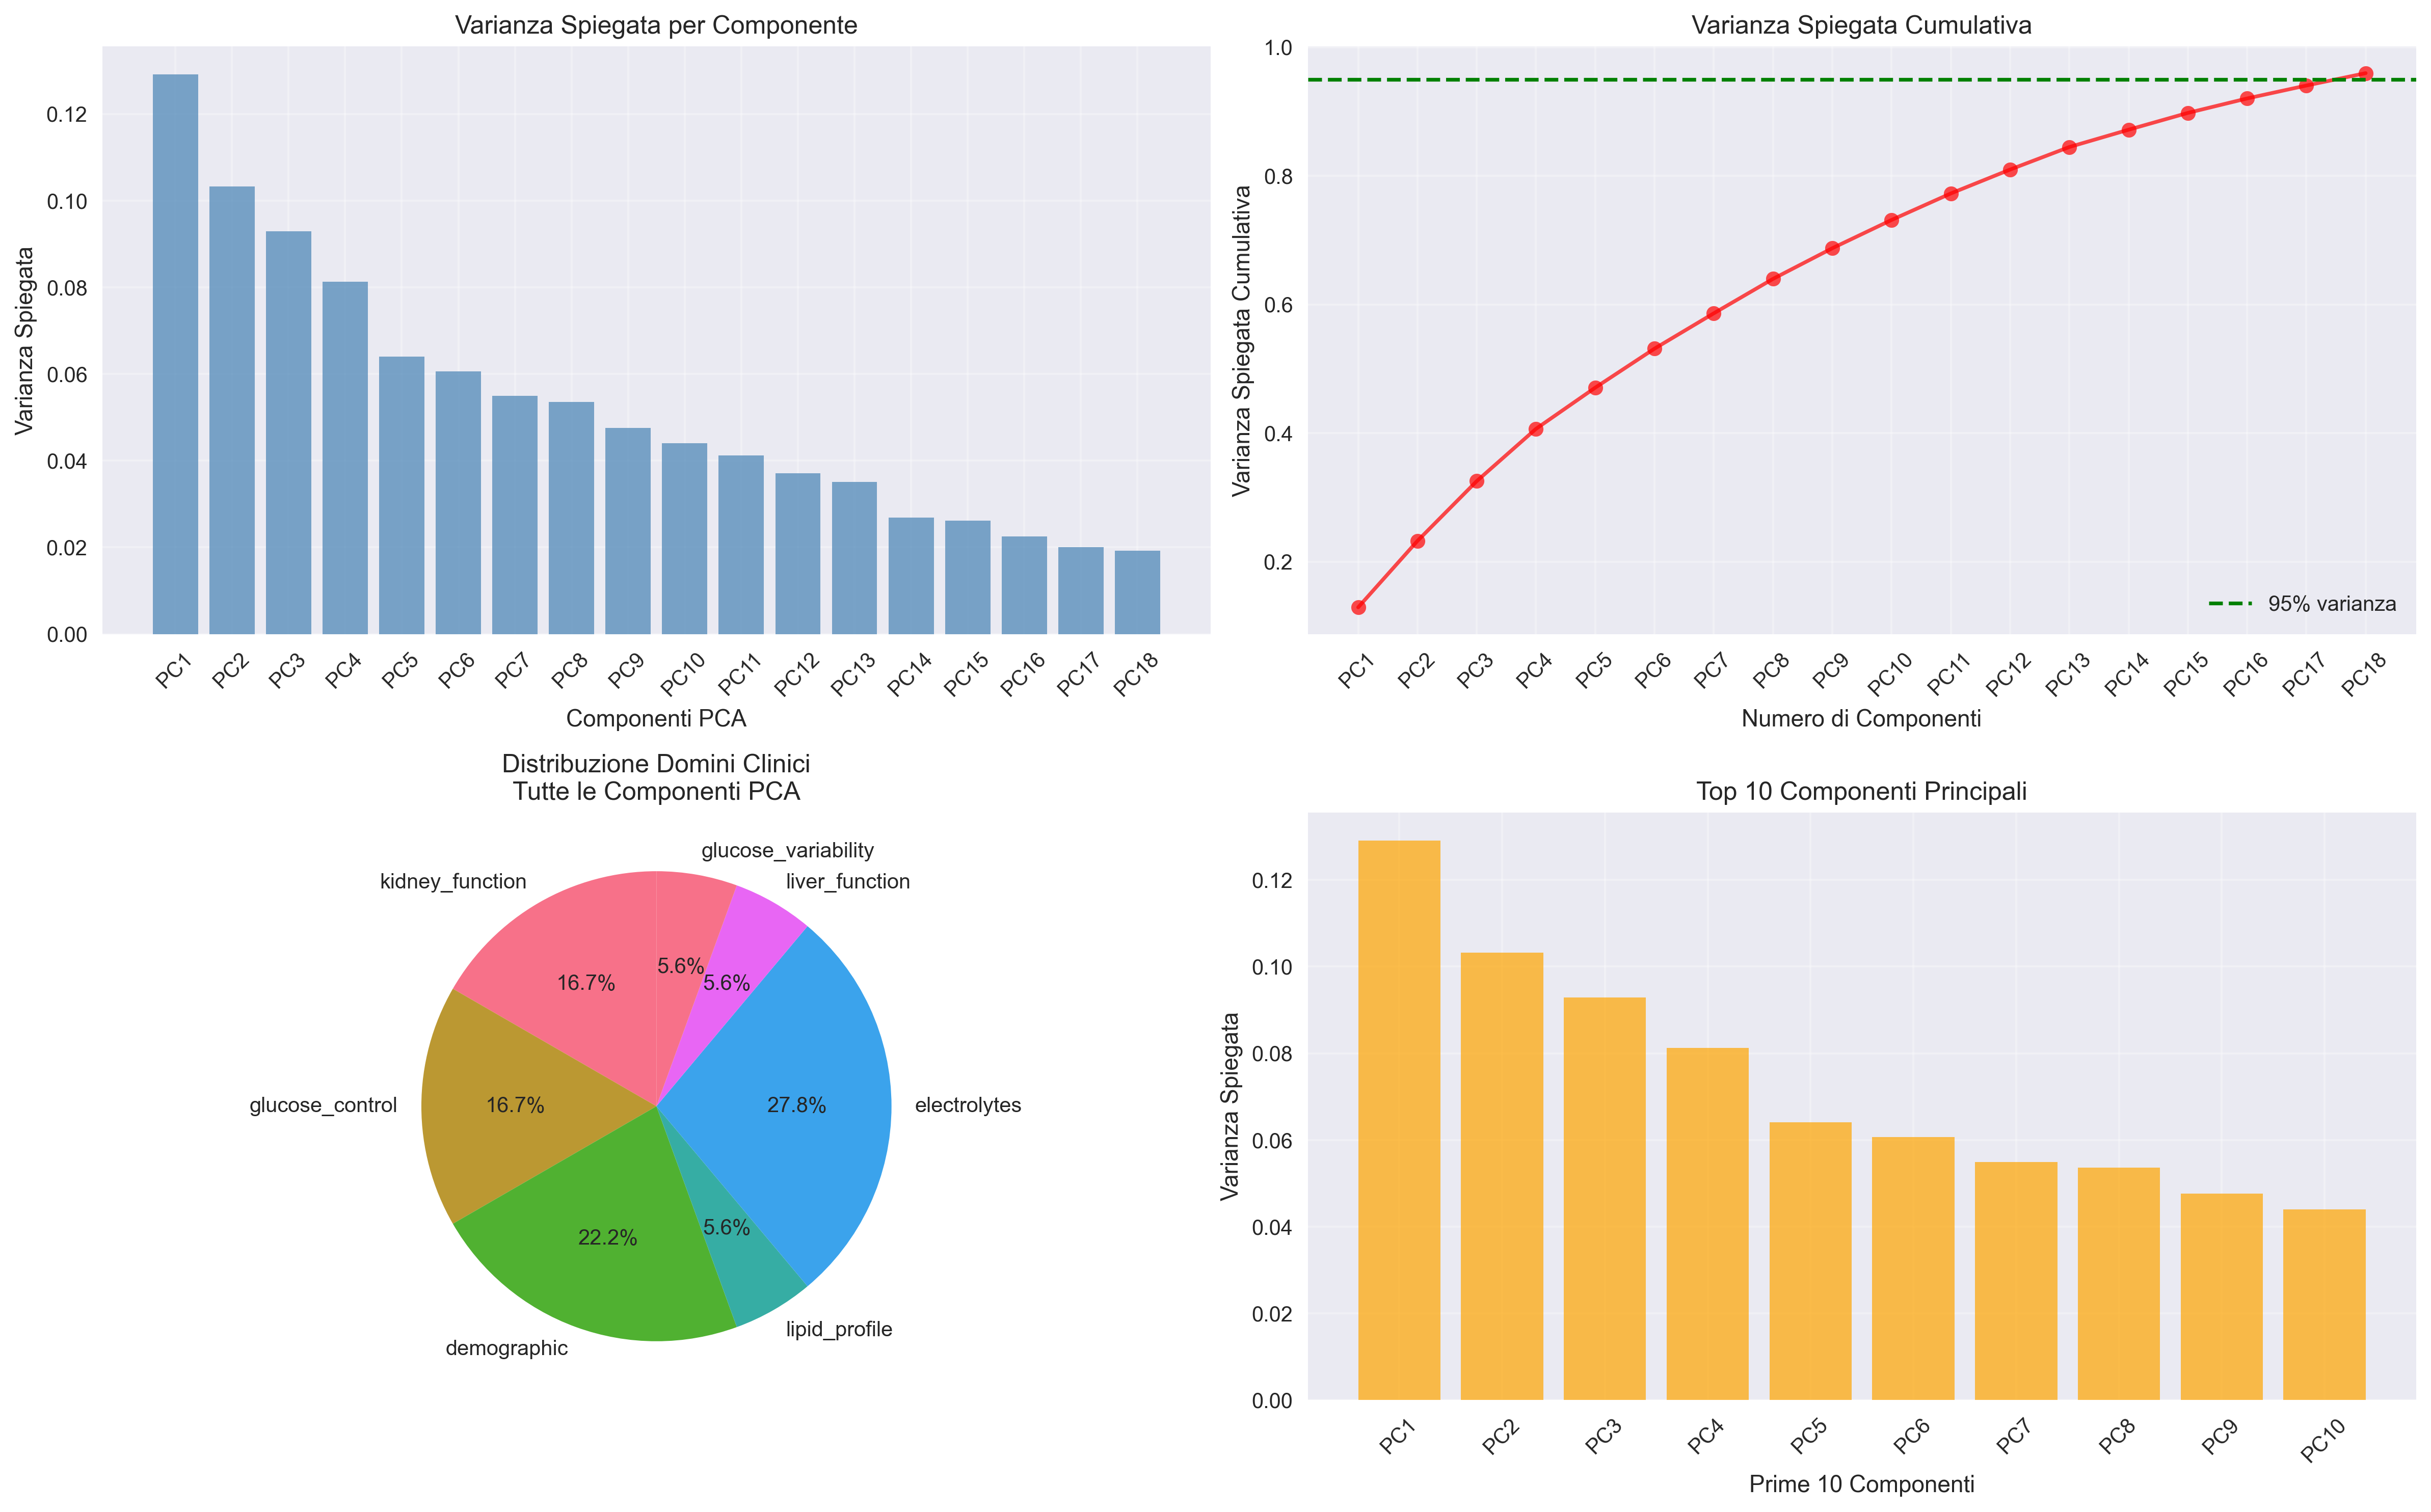 Varianza Spiegata per Componente
Varianza Spiegata
0.12
0.10
0.08
0.06
0.04
0.02
0.00
PC1
PC2
PC3
PC4
PC5
PC6
PC7
PC8
PC9
PC10
PC11
PC12
PC13
PC14
PC15
PC16
PC17
PC18
Componenti PCA
Varianza Spiegata Cumulativa
Varianza Spiegata Cumulativa
1.0
0.8
0.6
0.4
0.2
95% varianza
PC1
PC2
PC3
PC4
PC5
PC6
PC7
PC8
PC9
PC10
PC11
PC12
PC13
PC14
PC15
PC16
PC17
PC18
Numero di Componenti
Distribuzione Domini Clinici
Tutte le Componenti PCA
glucose_variability
kidney_function
liver_function
5.6%
16.7%
5.6%
glucose_control
16.7%
27.8%
electrolytes
5.6%
22.2%
lipid_profile
demographic
Top 10 Componenti Principali
Varianza Spiegata
0.12
0.10
0.08
0.06
0.04
0.02
0.00
PC1
PC2
PC3
PC4
PC5
PC6
PC7
PC8
PC9
PC10
Prime 10 Componenti